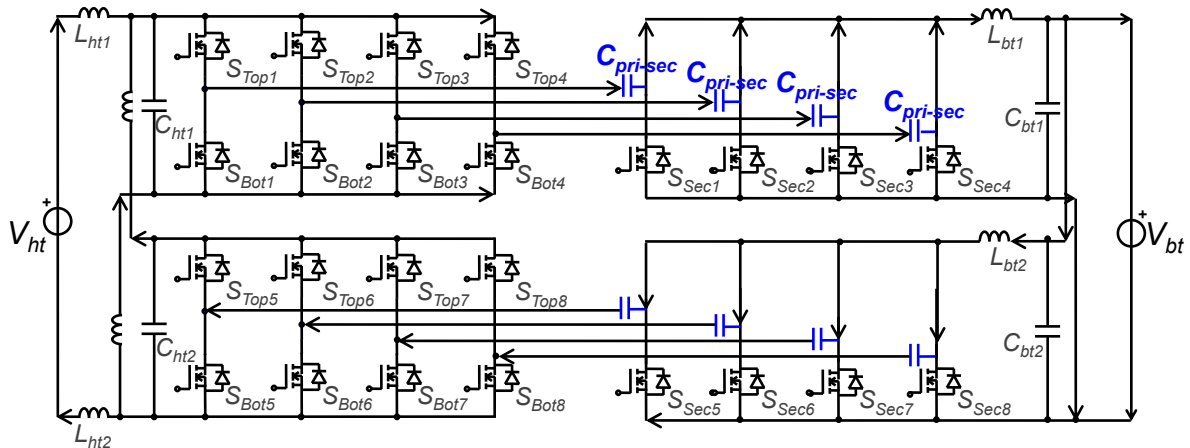 L_ht1
S_Top1 S_Top2 S_Top3 S_Top4
C_pri-sec C_pri-sec C_pri-sec C_pri-sec
L_bt1
C_ht1
C_bt1
S_Bot1 S_Bot2 S_Bot3 S_Bot4
S_Sec1 S_Sec2 S_Sec3 S_Sec4
+
V_ht
+
V_bt
L_bt2
S_Top5 S_Top6 S_Top7 S_Top8
C_ht2
C_bt2
S_Bot5 S_Bot6 S_Bot7 S_Bot8
S_Sec5 S_Sec6 S_Sec7 S_Sec8
L_ht2